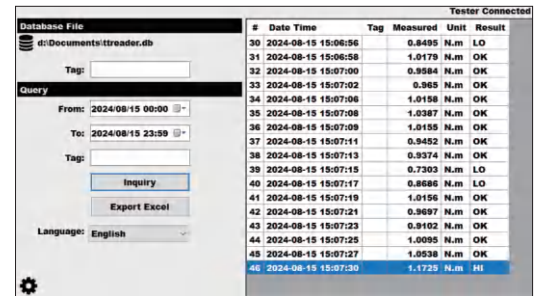 Tester Connected
Database File
d:\Documents\ttreader.db
Tag:
Query
From: 2024/08/15 00:00
To: 2024/08/15 23:59
Tag:
Inquiry
Export Excel
Language: English
# Date Time Tag Measured Unit Result
30 2024-08-15 15:06:56 0.8495 N.m LO
31 2024-08-15 15:06:58 1.0179 N.m OK
32 2024-08-15 15:07:00 0.9584 N.m OK
33 2024-08-15 15:07:02 0.965 N.m OK
34 2024-08-15 15:07:06 1.0158 N.m OK
35 2024-08-15 15:07:08 1.0387 N.m OK
36 2024-08-15 15:07:09 1.0155 N.m OK
37 2024-08-15 15:07:11 0.9452 N.m OK
38 2024-08-15 15:07:13 0.9374 N.m OK
39 2024-08-15 15:07:15 0.7303 N.m LO
40 2024-08-15 15:07:17 0.8686 N.m LO
41 2024-08-15 15:07:19 1.0156 N.m OK
42 2024-08-15 15:07:21 0.9697 N.m OK
43 2024-08-15 15:07:23 0.9102 N.m OK
44 2024-08-15 15:07:25 1.0095 N.m OK
45 2024-08-15 15:07:27 1.0538 N.m OK
46 2024-08-15 15:07:30 1.1725 N.m HI